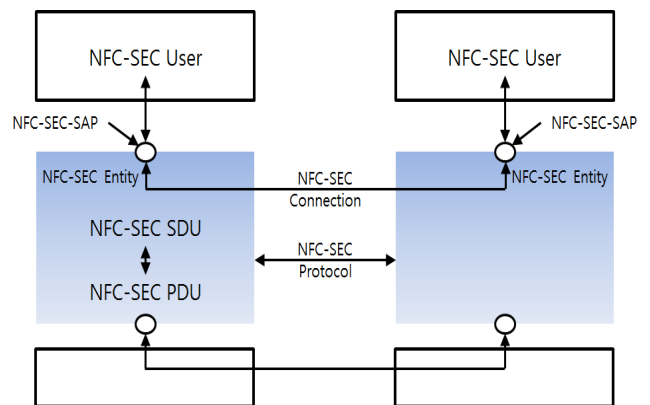 NFC-SEC User
NFC-SEC User
NFC-SEC-SAP
NFC-SEC-SAP
NFC-SEC Entity
NFC-SEC
Connection
NFC-SEC Entity
NFC-SEC SDU
NFC-SEC
Protocol
NFC-SEC PDU